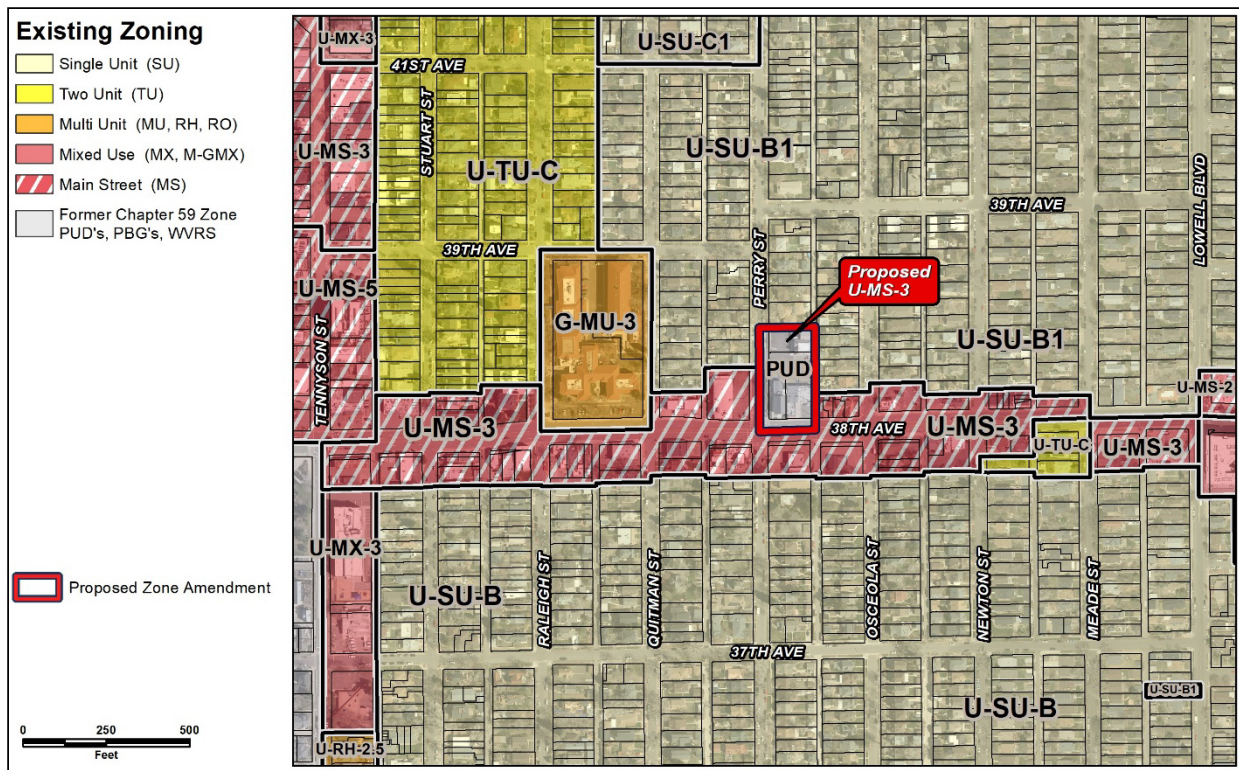 Existing Zoning
Single Unit (SU)
Two Unit (TU)
Multi Unit (MU, RH, RO)
Mixed Use (MX, M-GMX)
Main Street (MS)
Former Chapter 59 Zone
PUD's, PBG's, WVRS
Proposed Zone Amendment
0 250 500
Feet
U-MX-3
U-SU-C1
41ST AVE
STUART ST
U-MS-3
U-TU-C
U-SU-B1
LOWELL BLVD
39TH AVE
39TH AVE
PERRY ST
Proposed
U-MS-3
U-MS-5
TENNYSON ST
G-MU-3
U-SU-B1
PUD
U-MS-2
U-MS-3
38TH AVE
U-MS-3
U-TU-C
U-MS-3
U-MX-3
U-SU-B
RALEIGH ST
QUITMAN ST
OSCEOLA ST
NEWTON ST
MEADE ST
37TH AVE
U-SU-B1
U-SU-B
U-RH-2.5